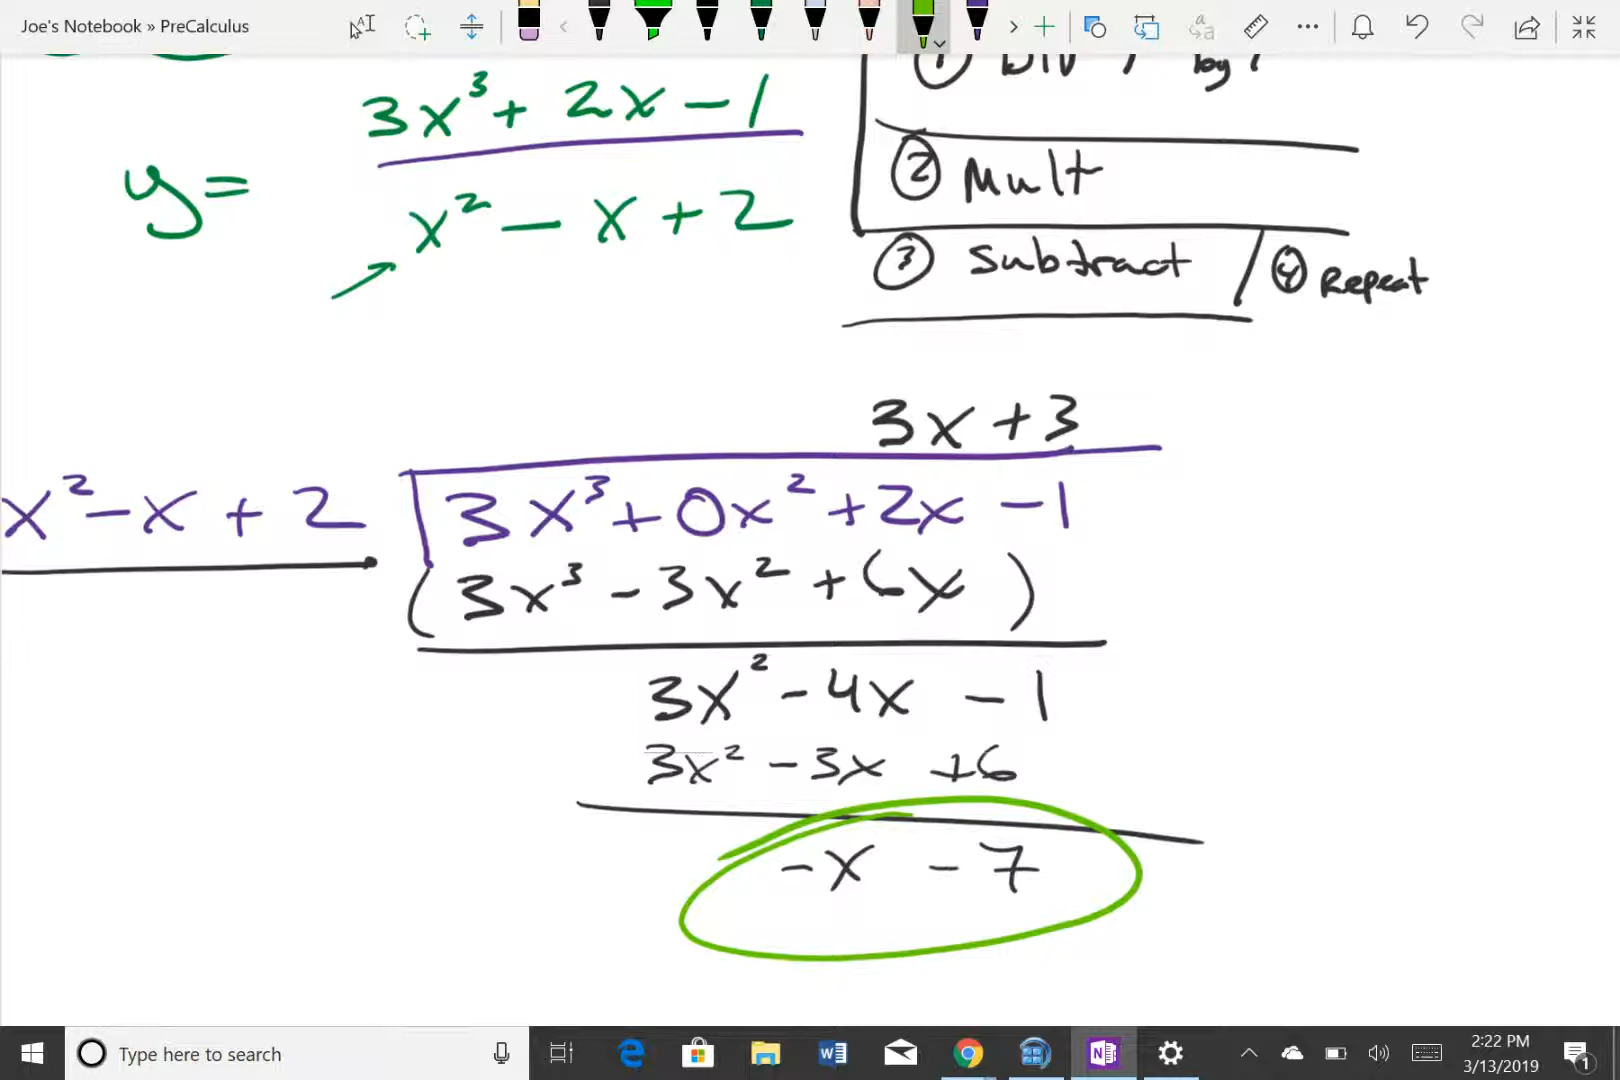 Joe's Notebook » PreCalculus
3x³ + 2x - 1
y =
x² - x + 2
① by
② Mult
③ Subtract / ④ Repeat
3x + 3
x² - x + 2 3x³ + 0x² + 2x - 1
(3x³ - 3x² + 6x)
3x² - 4x - 1
3x² - 3x + 6
-x - 7
Type here to search
2:22 PM
3/13/2019
1